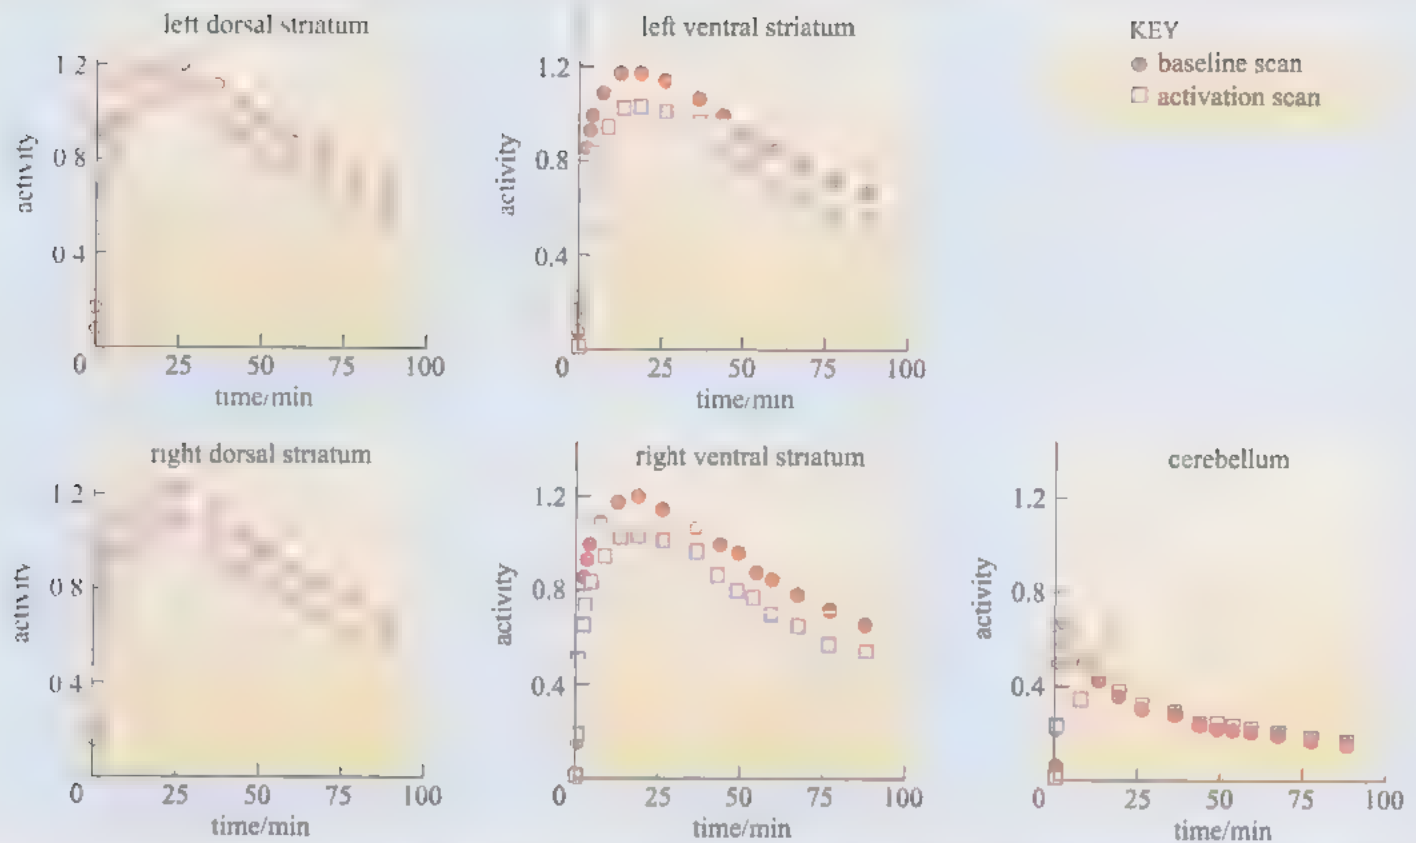 left dorsal striatum
1.2
0.8
0.4
0
25
50
75
100
activity
time/min
left ventral striatum
1.2
0.8
0.4
0
25
50
75
100
activity
time/min
KEY
baseline scan
activation scan
right dorsal striatum
1.2
0.8
0.4
0
25
50
75
100
activity
time/min
right ventral striatum
1.2
0.8
0.4
0
25
50
75
100
activity
time/min
cerebellum
1.2
0.8
0.4
0
25
50
75
100
activity
time/min